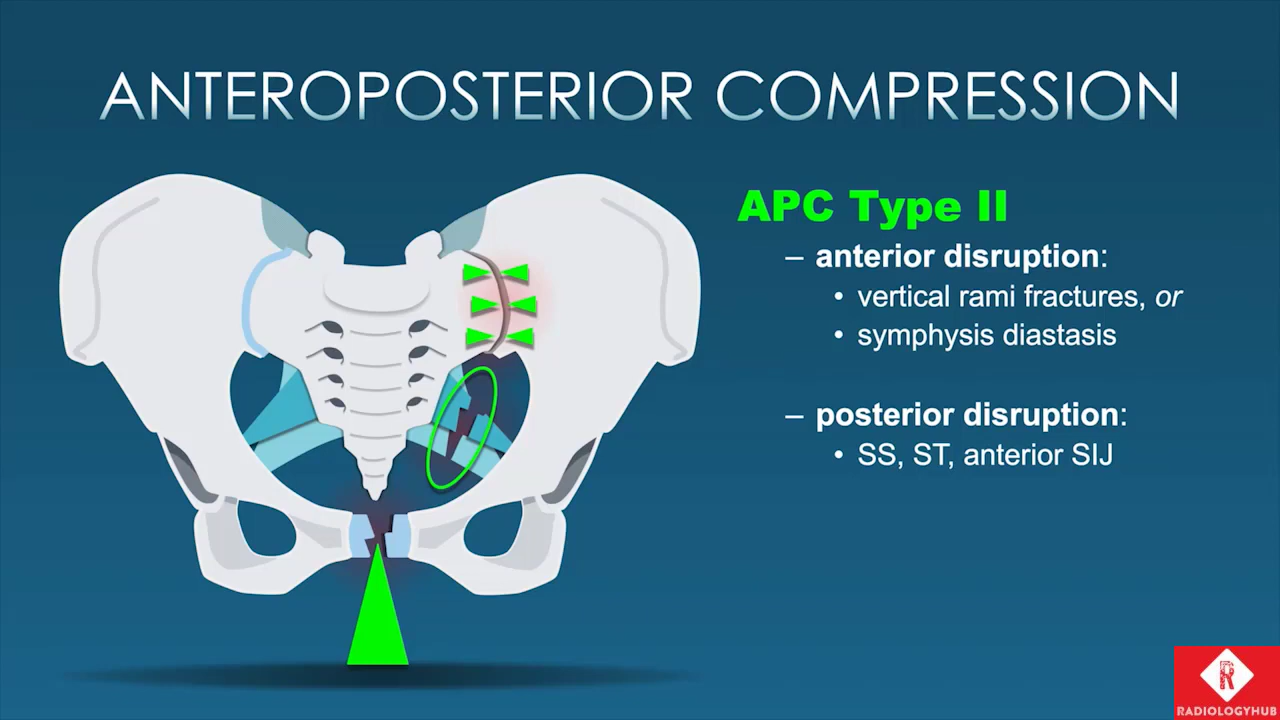 ANTEROPOSTERIOR COMPRESSION
APC Type II
– anterior disruption:
• vertical rami fractures, or
• symphysis diastasis
– posterior disruption:
• SS, ST, anterior SIJ
R
RADIOLOGYHUB